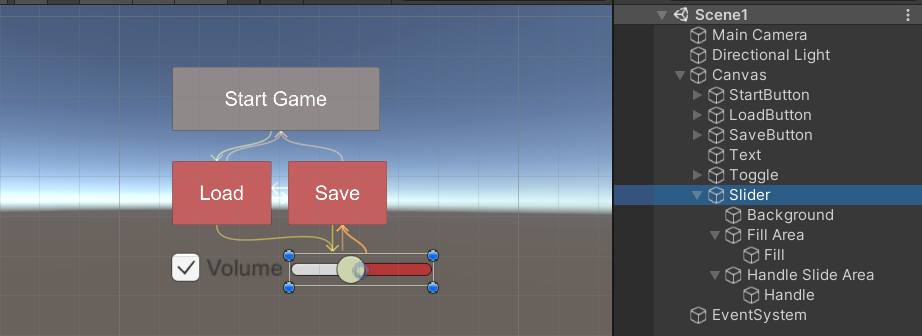 Start Game
Load
Save
Volume
Scene1
Main Camera
Directional Light
Canvas
StartButton
LoadButton
SaveButton
Text
Toggle
Slider
Background
Fill Area
Fill
Handle Slide Area
Handle
EventSystem